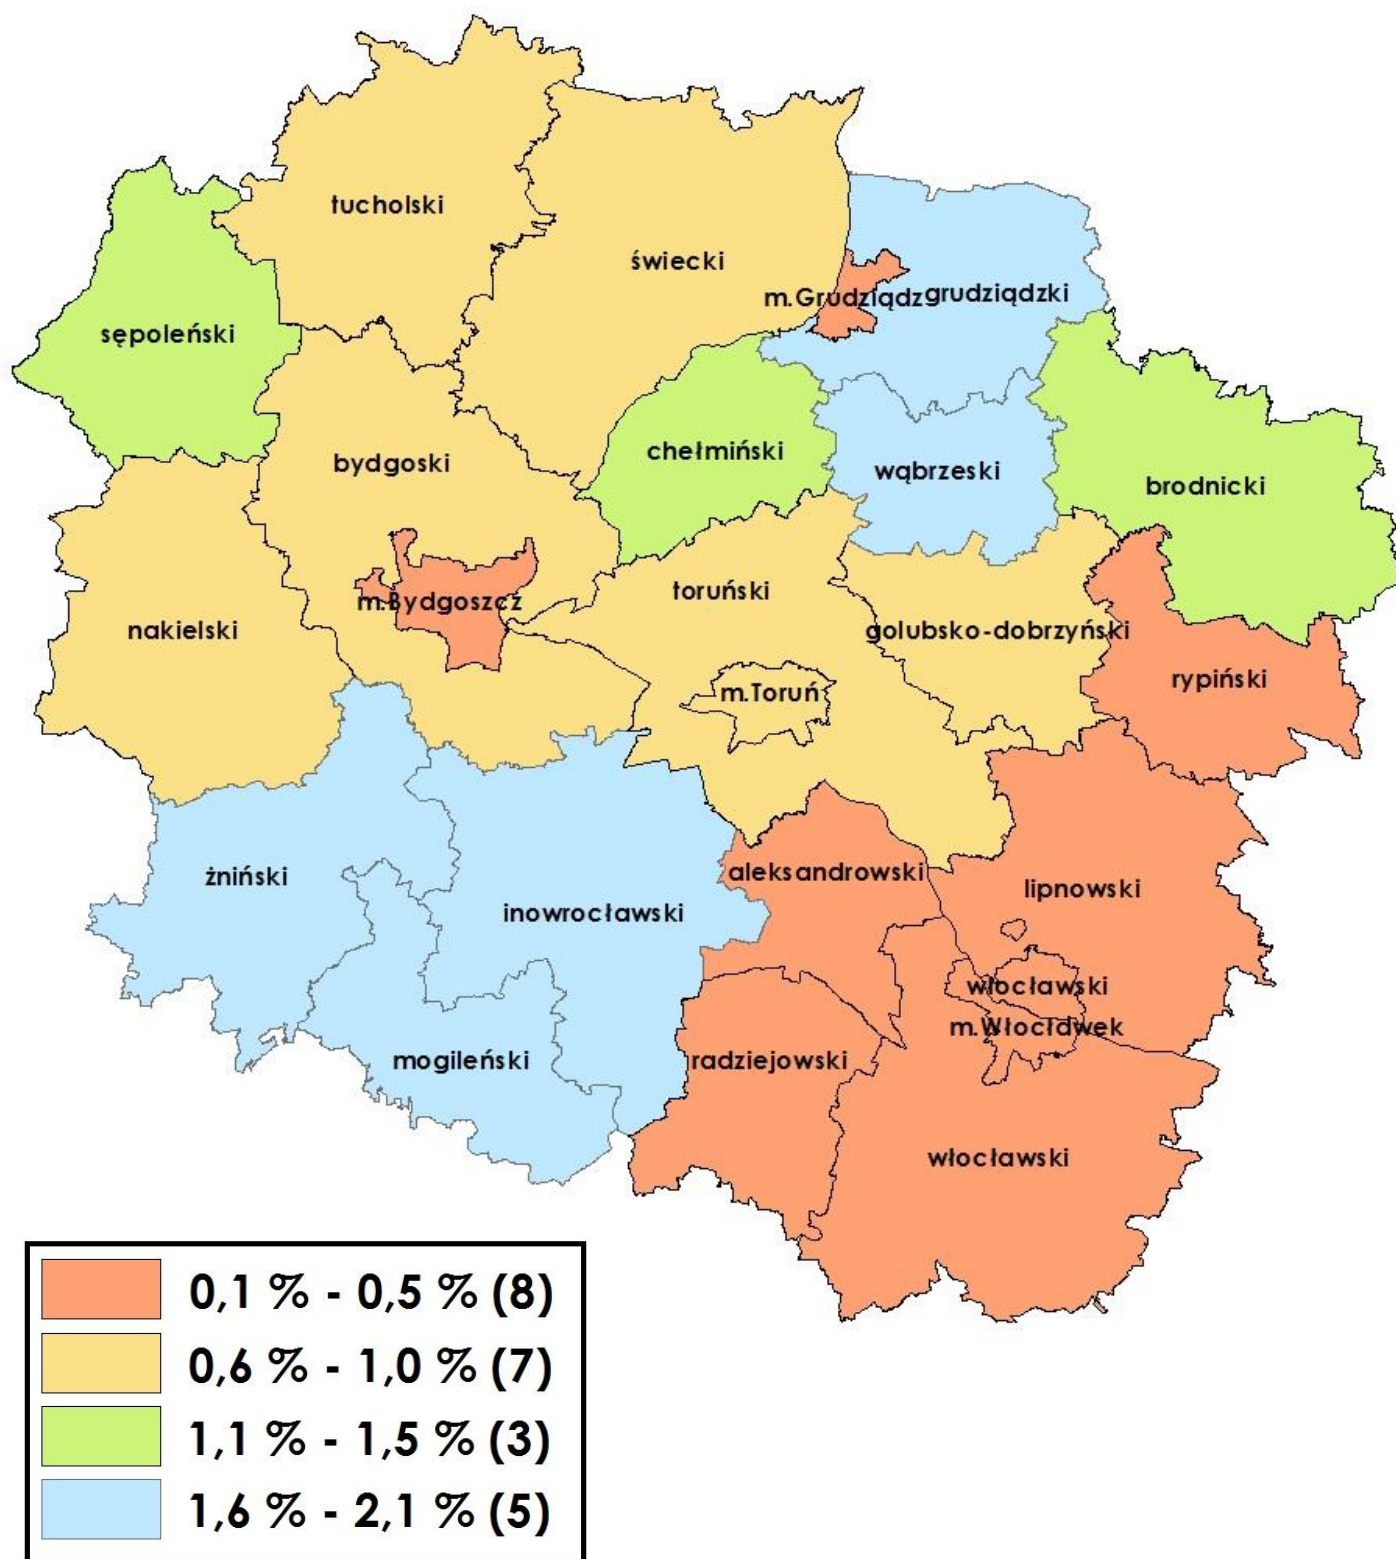 tucholski
świecki
m.Grudziądz
grudziądzki
sępoleński
chełmiński
bydgoski
wąbrzeski
brodnicki
toruński
m.Bydgoszcz
nakielski
golubsko-dobrzyński
rypiński
m.Toruń
żniński
aleksandrowski
lipnowski
inowrocławski
włocławski
m.Włocławek
mogileński
radziejowski
włocławski
0,1 % - 0,5 % (8)
0,6 % - 1,0 % (7)
1,1 % - 1,5 % (3)
1,6 % - 2,1 % (5)